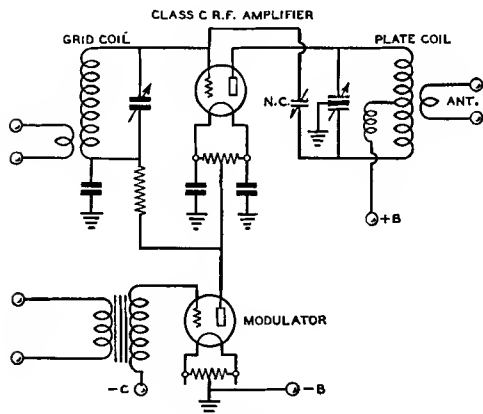 CLASS C R.F. AMPLIFIER
GRID COIL
PLATE COIL
N.C.
ANT.
+B
MODULATOR
-C
-B